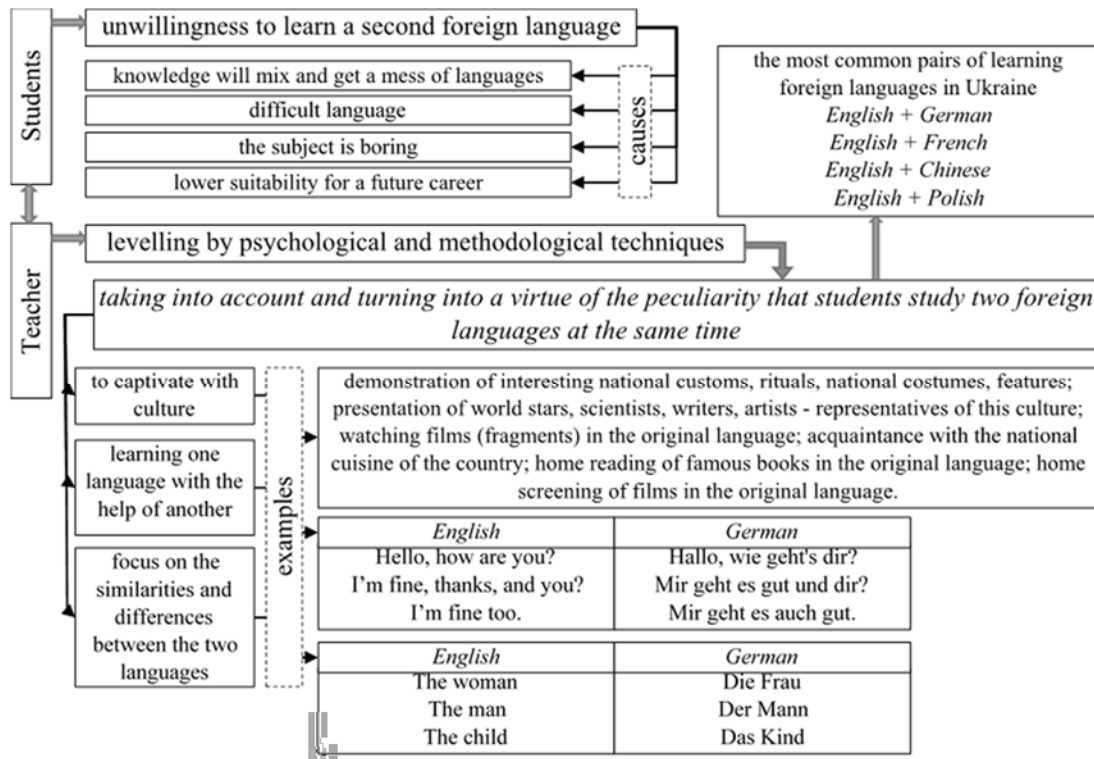 Students
unwillingness to learn a second foreign language
knowledge will mix and get a mess of languages
difficult language
the subject is boring
lower suitability for a future career
causes
the most common pairs of learning
foreign languages in Ukraine
English + German
English + French
English + Chinese
English + Polish
Teacher
levelling by psychological and methodological techniques
taking into account and turning into a virtue of the peculiarity that students study two foreign
languages at the same time
to captivate with
culture
learning one
language with the
help of another
focus on the
similarities and
differences
between the two
languages
examples
demonstration of interesting national customs, rituals, national costumes, features;
presentation of world stars, scientists, writers, artists - representatives of this culture;
watching films (fragments) in the original language; acquaintance with the national
cuisine of the country; home reading of famous books in the original language; home
screening of films in the original language.
English German
Hello, how are you? Hallo, wie geht's dir?
I'm fine, thanks, and you? Mir geht es gut und dir?
I'm fine too. Mir geht es auch gut.
English German
The woman Die Frau
The man Der Mann
The child Das Kind